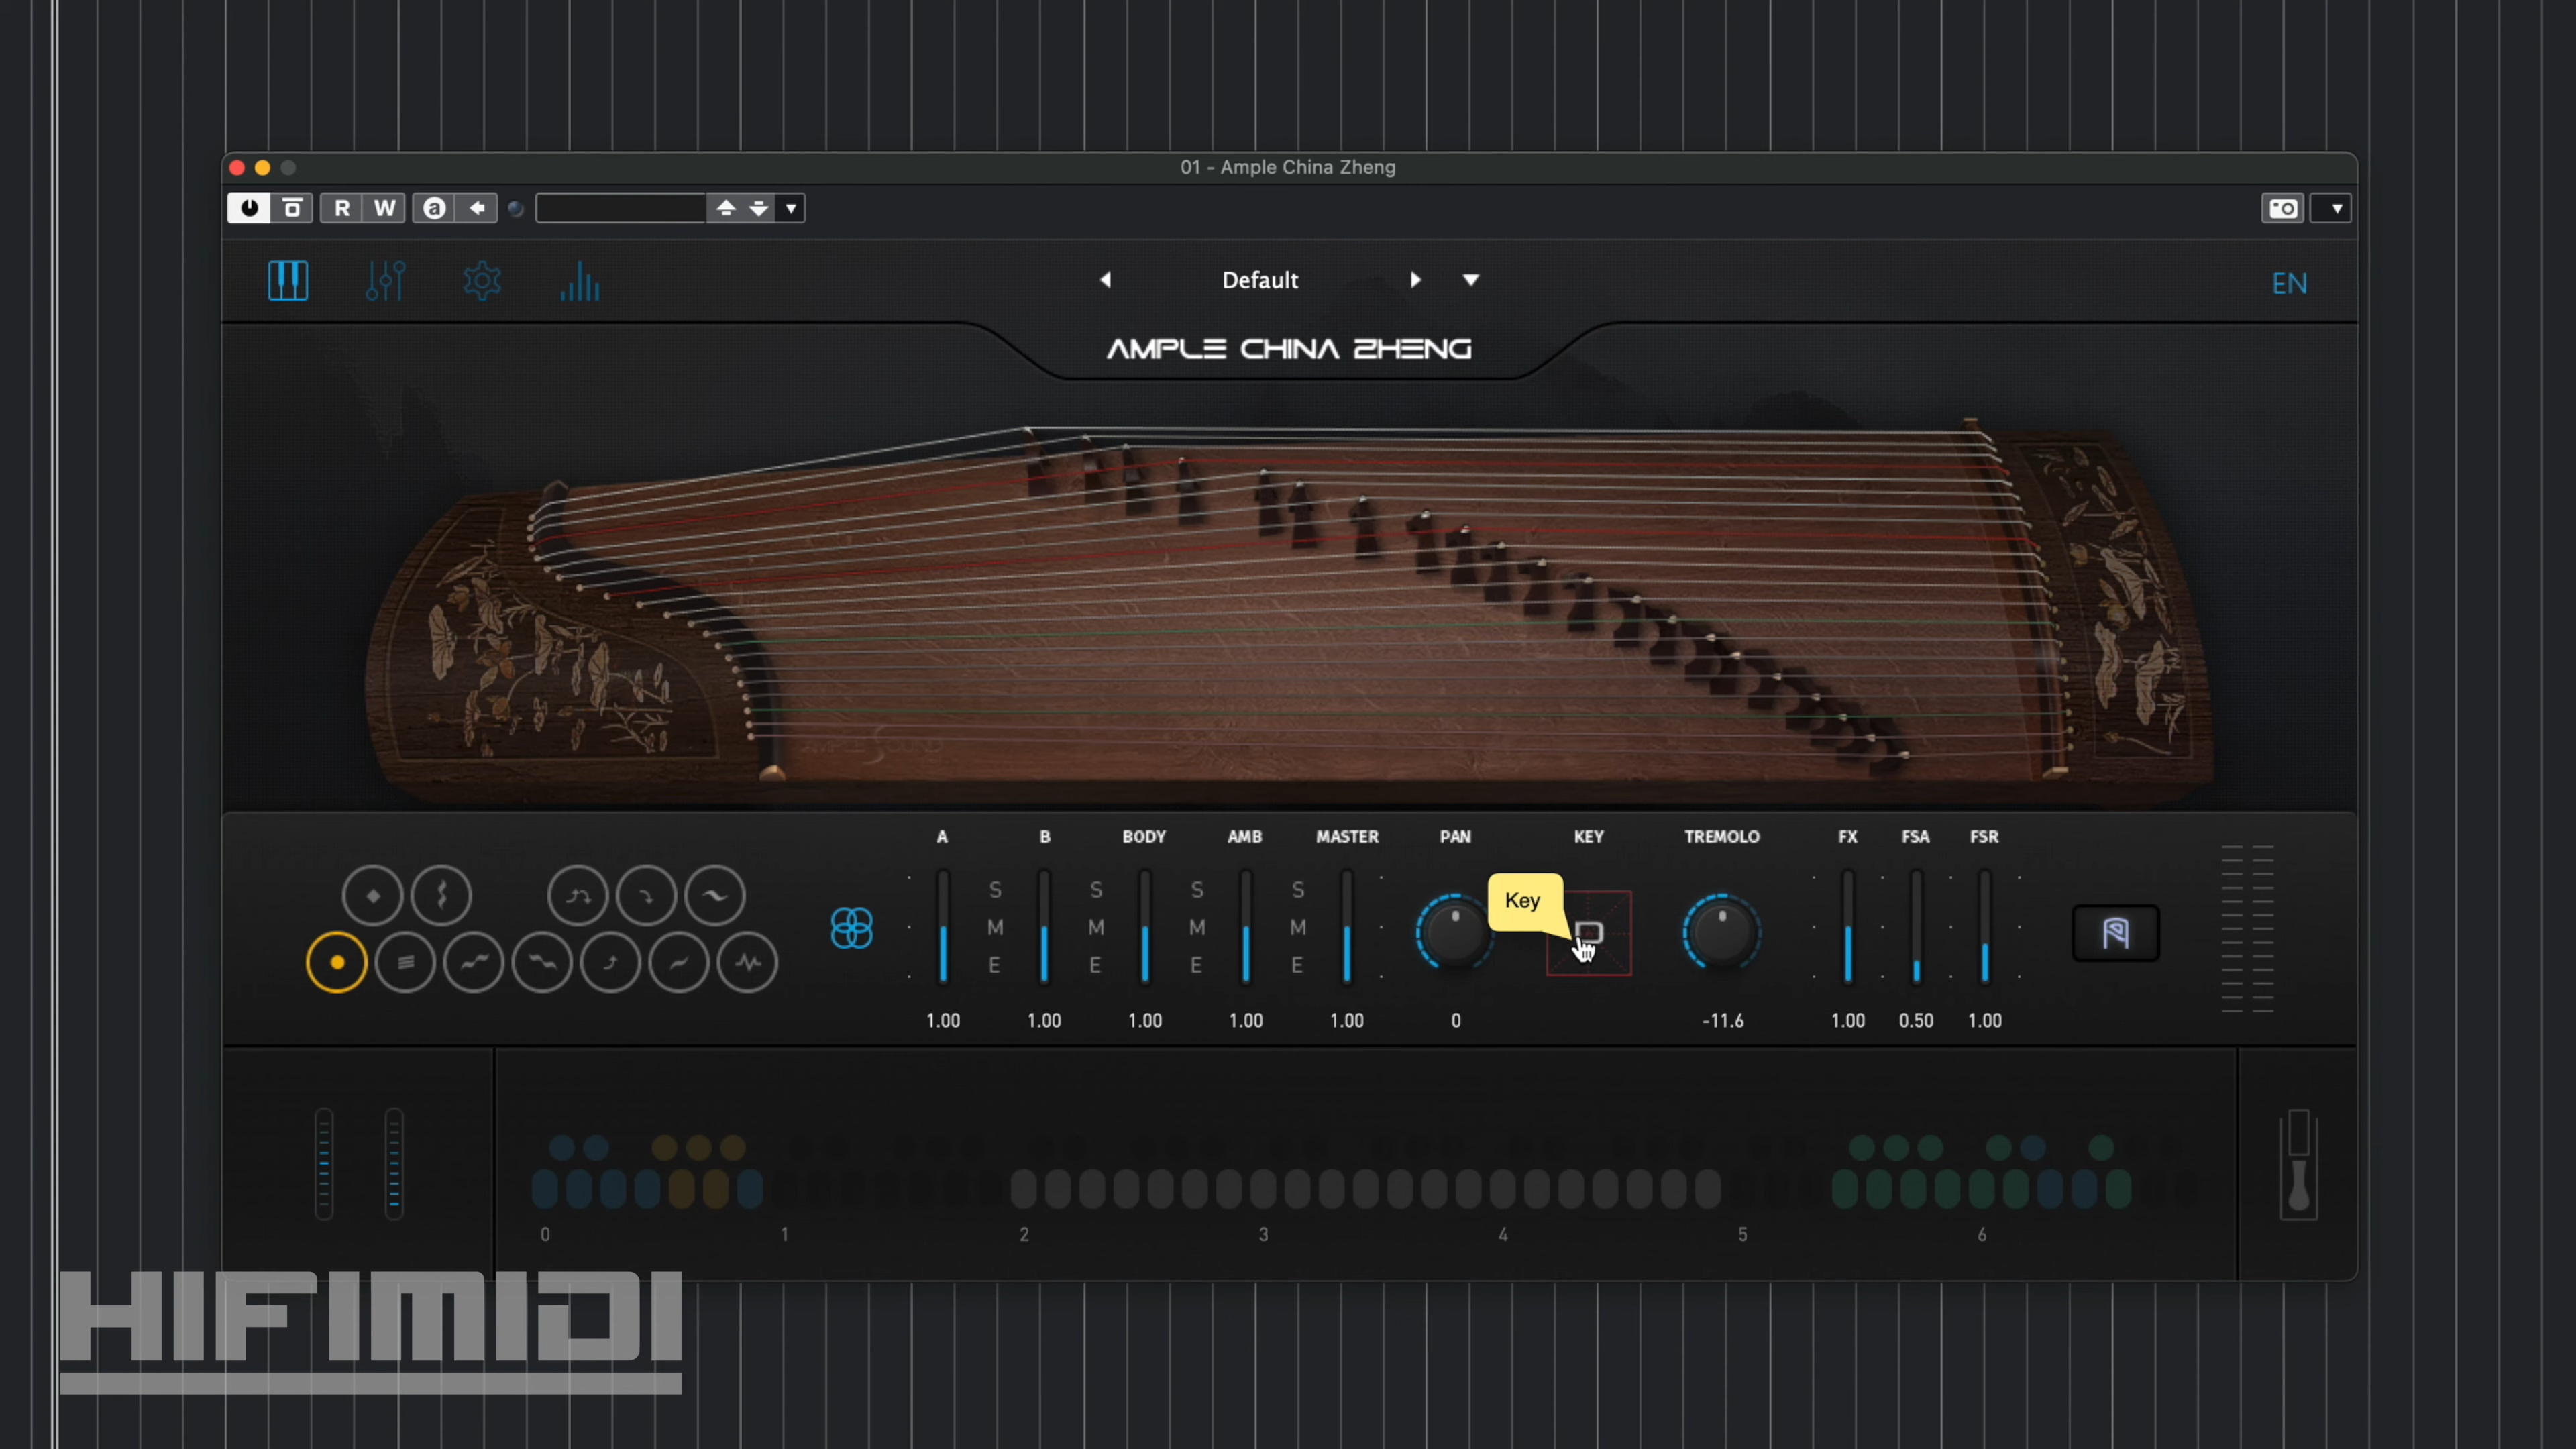 01 - Ample China Zheng
R W a
Default
EN
AMPLE CHINA ZHENG
AMPLE SOUND
A B BODY AMB MASTER PAN KEY TREMOLO FX FSA FSR
S S S S
Key
D
M M M M
E E E E
1.00 1.00 1.00 1.00 1.00 0 -11.6 1.00 0.50 1.00
0 1 2 3 4 5 6
HIFIMIDI